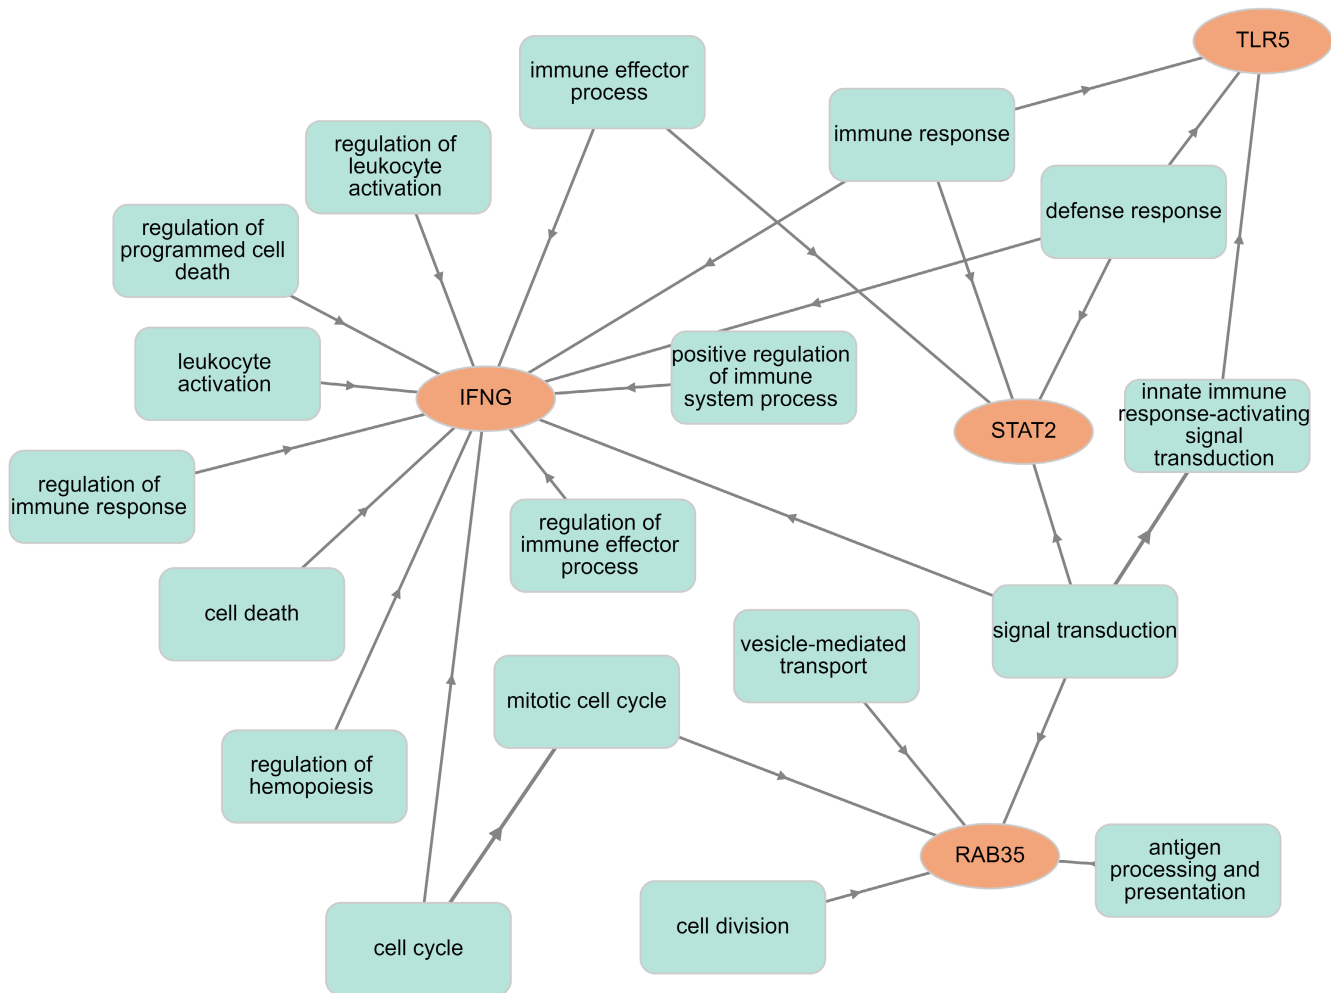 TLR5
immune effector
process
immune response
regulation of
leukocyte
activation
defense response
regulation of
programmed cell
death
leukocyte
activation
IFNG
positive regulation
of immune
system process
STAT2
innate immune
response-activating
signal
transduction
regulation of
immune response
regulation of
immune effector
process
cell death
signal transduction
vesicle-mediated
transport
mitotic cell cycle
regulation of
hemopoiesis
RAB35
antigen
processing and
presentation
cell division
cell cycle